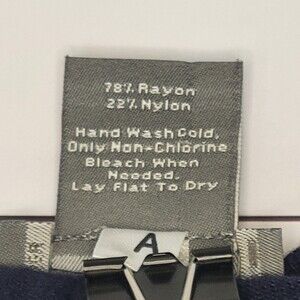 78% Rayon
22% Nylon
Hand Wash Cold,
Only Non-Chlorine
Bleach When
Needed.
Lay Flat To Dry
A